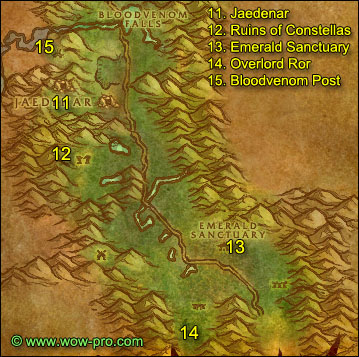 BLOODVENOM
FALLS
11. Jaedenar
12. Ruins of Constellas
13. Emerald Sanctuary
14. Overlord Ror
15. Bloodvenom Post
15
JAEDENAR
11
12
EMERALD
SANCTUARY
13
14
© www.wow-pro.com